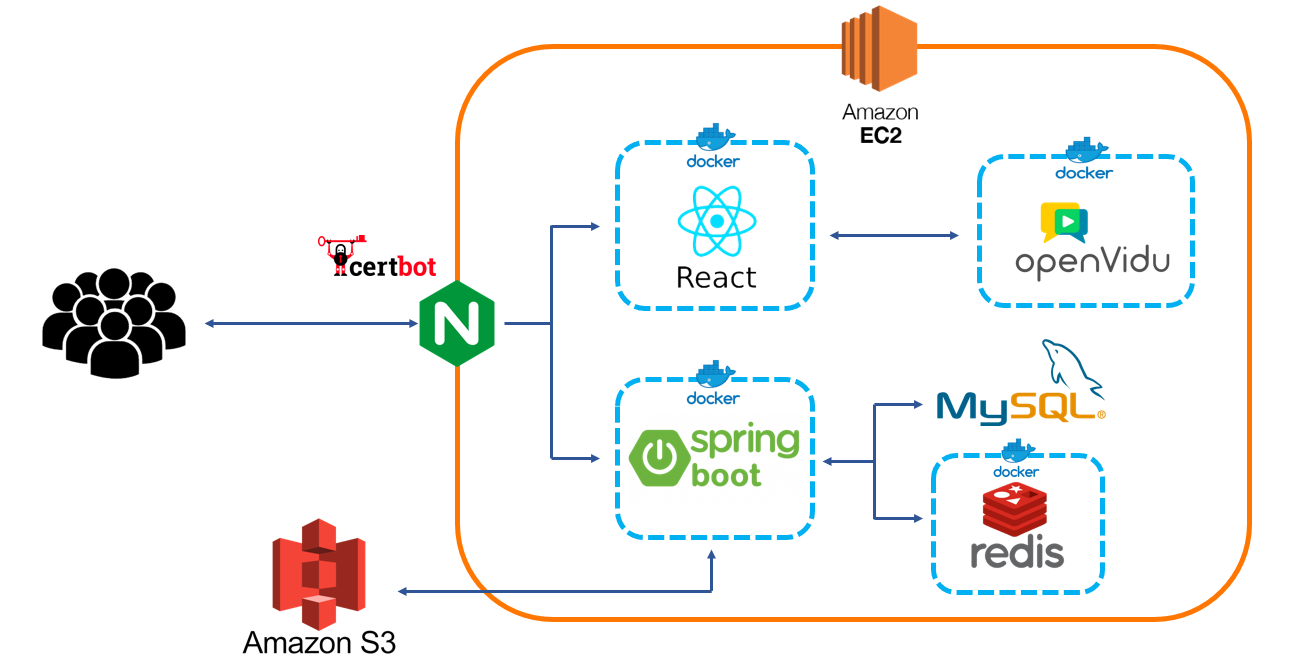 Amazon
EC2
docker
React
docker
openVidu
certbot
N
docker
spring
boot
MySQL®
docker
redis
Amazon S3